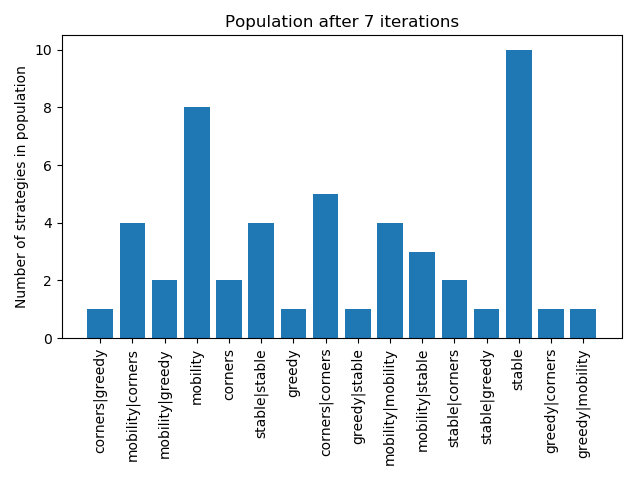 Population after 7 iterations
Number of strategies in population
10
8
6
4
2
0
corners|greedy
mobility|corners
mobility|greedy
mobility
corners
stable|stable
greedy
corners|corners
greedy|stable
mobility|mobility
mobility|stable
stable|corners
stable|greedy
stable
greedy|corners
greedy|mobility